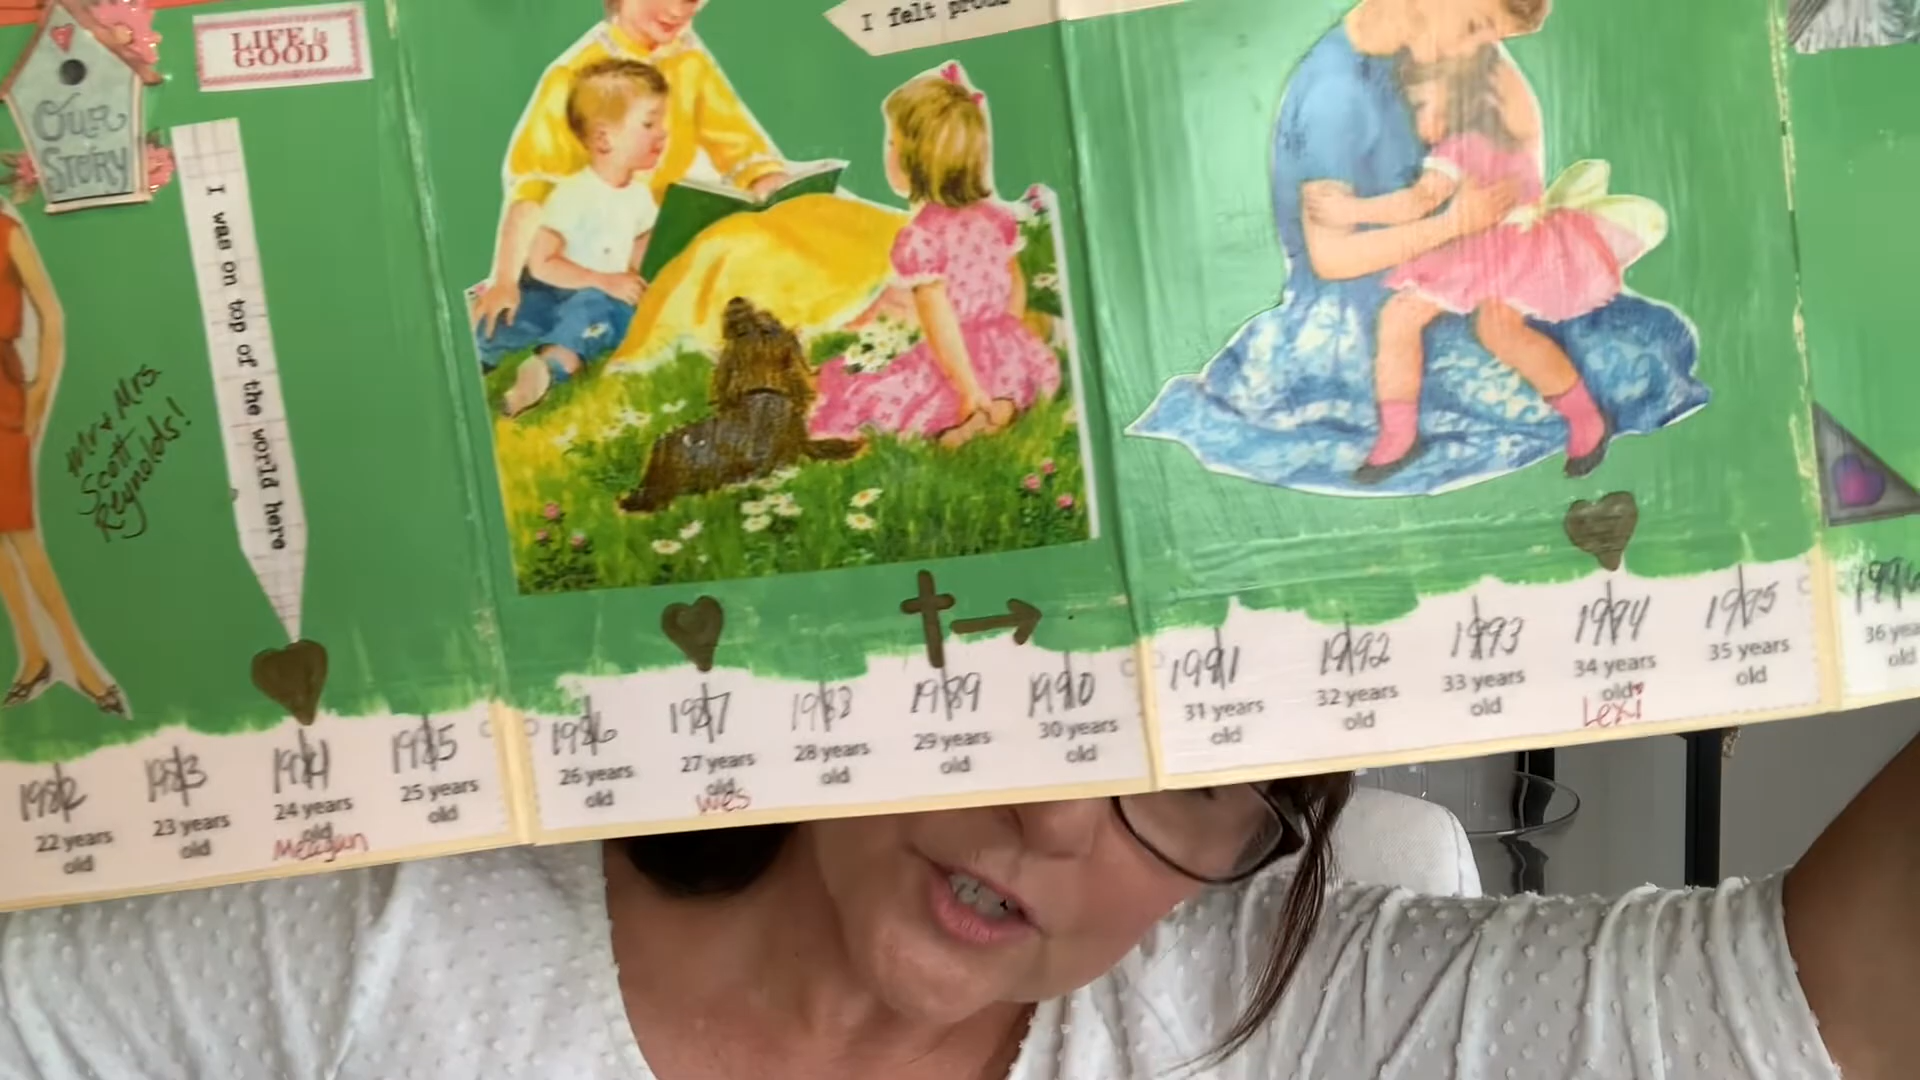 LIFE is
GOOD
Our
Story
I felt proud
I was on top of the world here
Mr + Mrs.
Scott
Reynolds!
1982
22 years
old
1983
23 years
old
1984
24 years
old
Meagan
1985
25 years
old
1986
26 years
old
1987
27 years
old
Wes
1988
28 years
old
1989
29 years
old
1990
30 years
old
1991
31 years
old
1992
32 years
old
1993
33 years
old
1994
34 years
old
Lexi
1995
35 years
old
1996
36 years
old